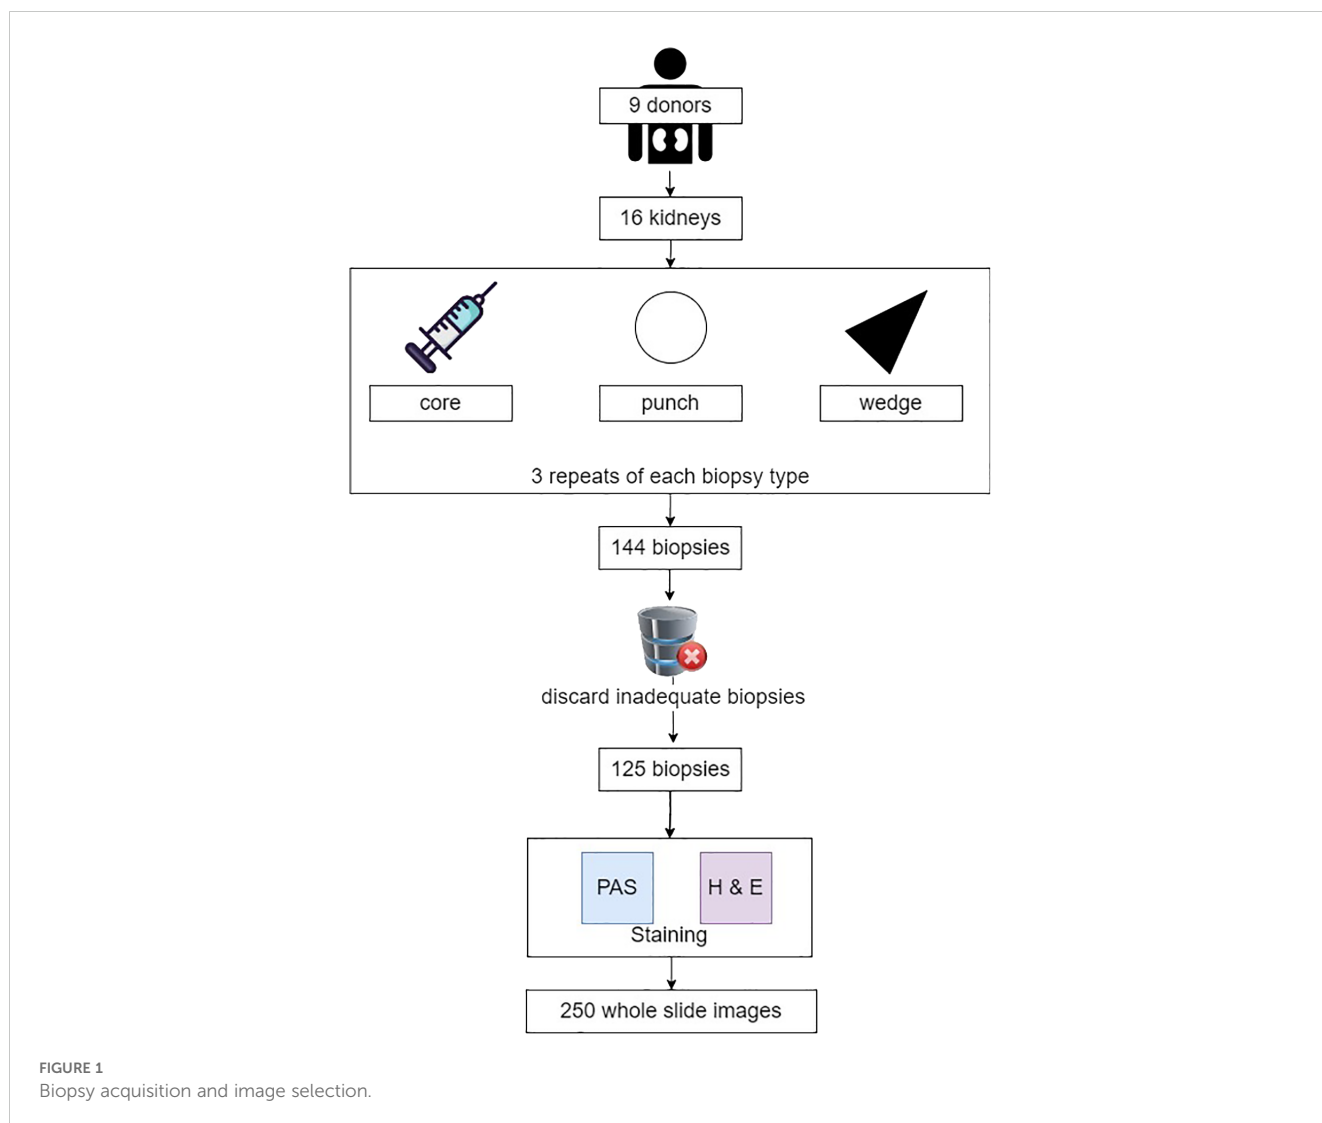 9 donors
16 kidneys
core
punch
wedge
3 repeats of each biopsy type
144 biopsies
discard inadequate biopsies
125 biopsies
PAS
H & E
Staining
250 whole slide images
FIGURE 1
Biopsy acquisition and image selection.